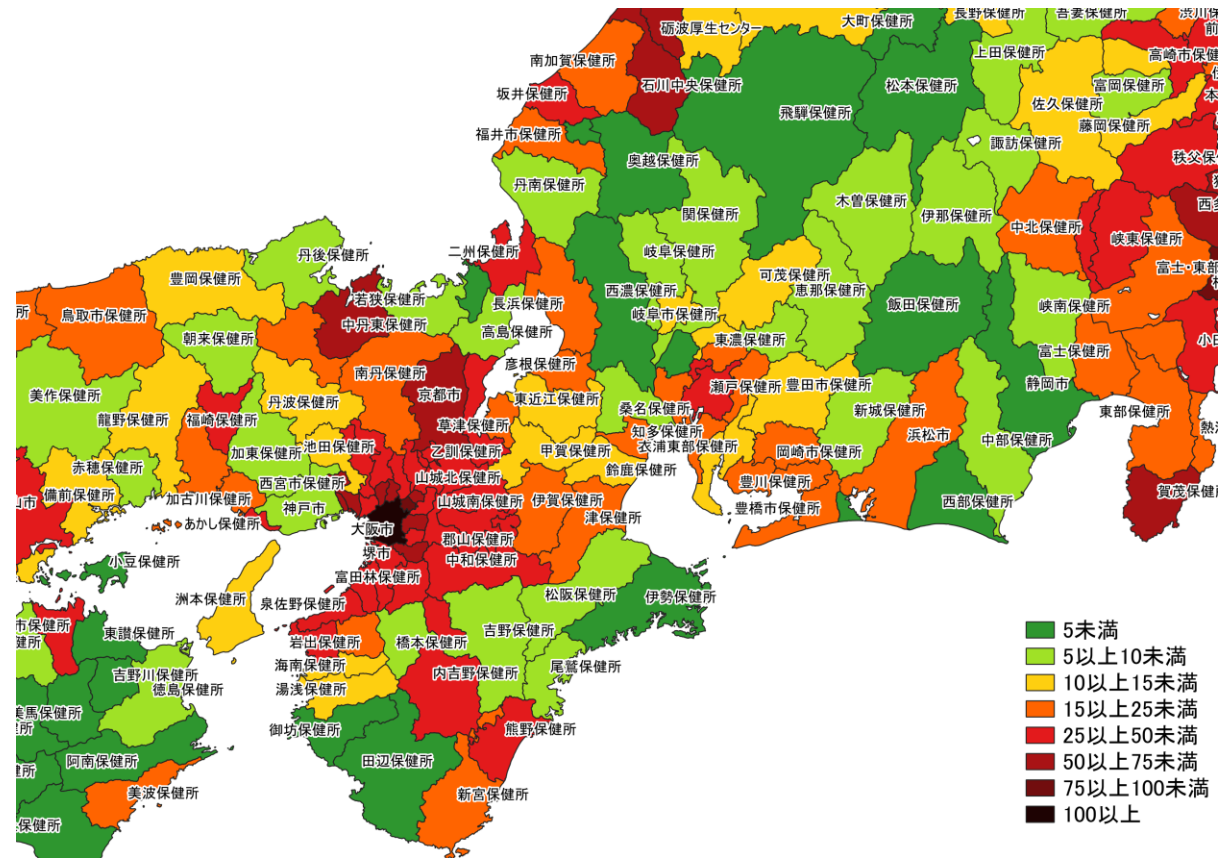 砺波厚生センター
大町保健所
長野保健所
吾妻保健所
渋川保
前
南加賀保健所
上田保健所
高崎市保健所
坂井保健所
石川中央保健所
松本保健所
富岡保健所
佐久保健所
飛騨保健所
藤岡保健所
福井市保健所
諏訪保健所
奥越保健所
秩父保
丹南保健所
木曽保健所
関保健所
伊那保健所
西多
中北保健所
峡東保健所
丹後保健所
二州保健所
岐阜保健所
富士・東部
豊岡保健所
可茂保健所
恵那保健所
西濃保健所
若狭保健所
長浜保健所
飯田保健所
峡南保健所
所
鳥取市保健所
中丹東保健所
岐阜市保健所
高島保健所
朝来保健所
東濃保健所
小田
富士保健所
彦根保健所
南丹保健所
瀬戸保健所
豊田市保健所
静岡市
美作保健所
京都市
東近江保健所
丹波保健所
桑名保健所
新城保健所
東部保健所
龍野保健所
福崎保健所
草津保健所
知多保健所
浜松市
熱海
池田保健所
乙訓保健所
甲賀保健所
衣浦東部保健所
岡崎市保健所
中部保健所
加東保健所
赤穂保健所
山城北保健所
鈴鹿保健所
西宮市保健所
豊川保健所
備前保健所
加古川保健所
山城南保健所
伊賀保健所
賀茂保健所
山市
神戸市
豊橋市保健所
西部保健所
あかし保健所
大阪市
津保健所
郡山保健所
堺市
小豆保健所
中和保健所
富田林保健所
松阪保健所
伊勢保健所
洲本保健所
泉佐野保健所
市保健所
東讃保健所
吉野保健所
健所
岩出保健所
橋本保健所
海南保健所
尾鷲保健所
吉野川保健所
内吉野保健所
徳島保健所
湯浅保健所
美馬保健所
御坊保健所
熊野保健所
健所
阿南保健所
田辺保健所
健所
美波保健所
新宮保健所
保健所
5未満
5以上10未満
10以上15未満
15以上25未満
25以上50未満
50以上75未満
75以上100未満
100以上